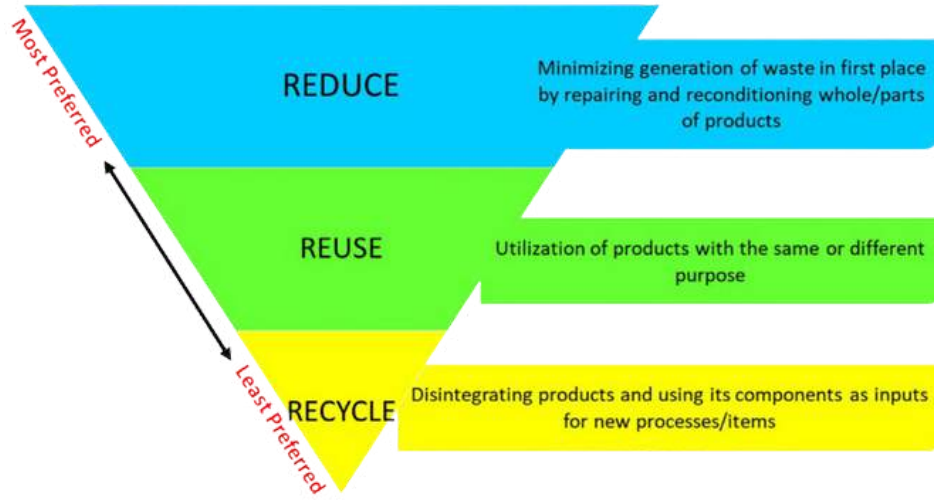 Most Preferred
REDUCE
Minimizing generation of waste in first place
by repairing and reconditioning whole/parts
of products
REUSE
Utilization of products with the same or different
purpose
Least Preferred
RECYCLE
Disintegrating products and using its components as inputs
for new processes/items